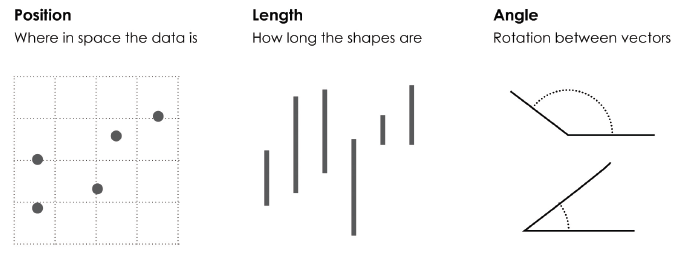 Position
Where in space the data is
Length
How long the shapes are
Angle
Rotation between vectors